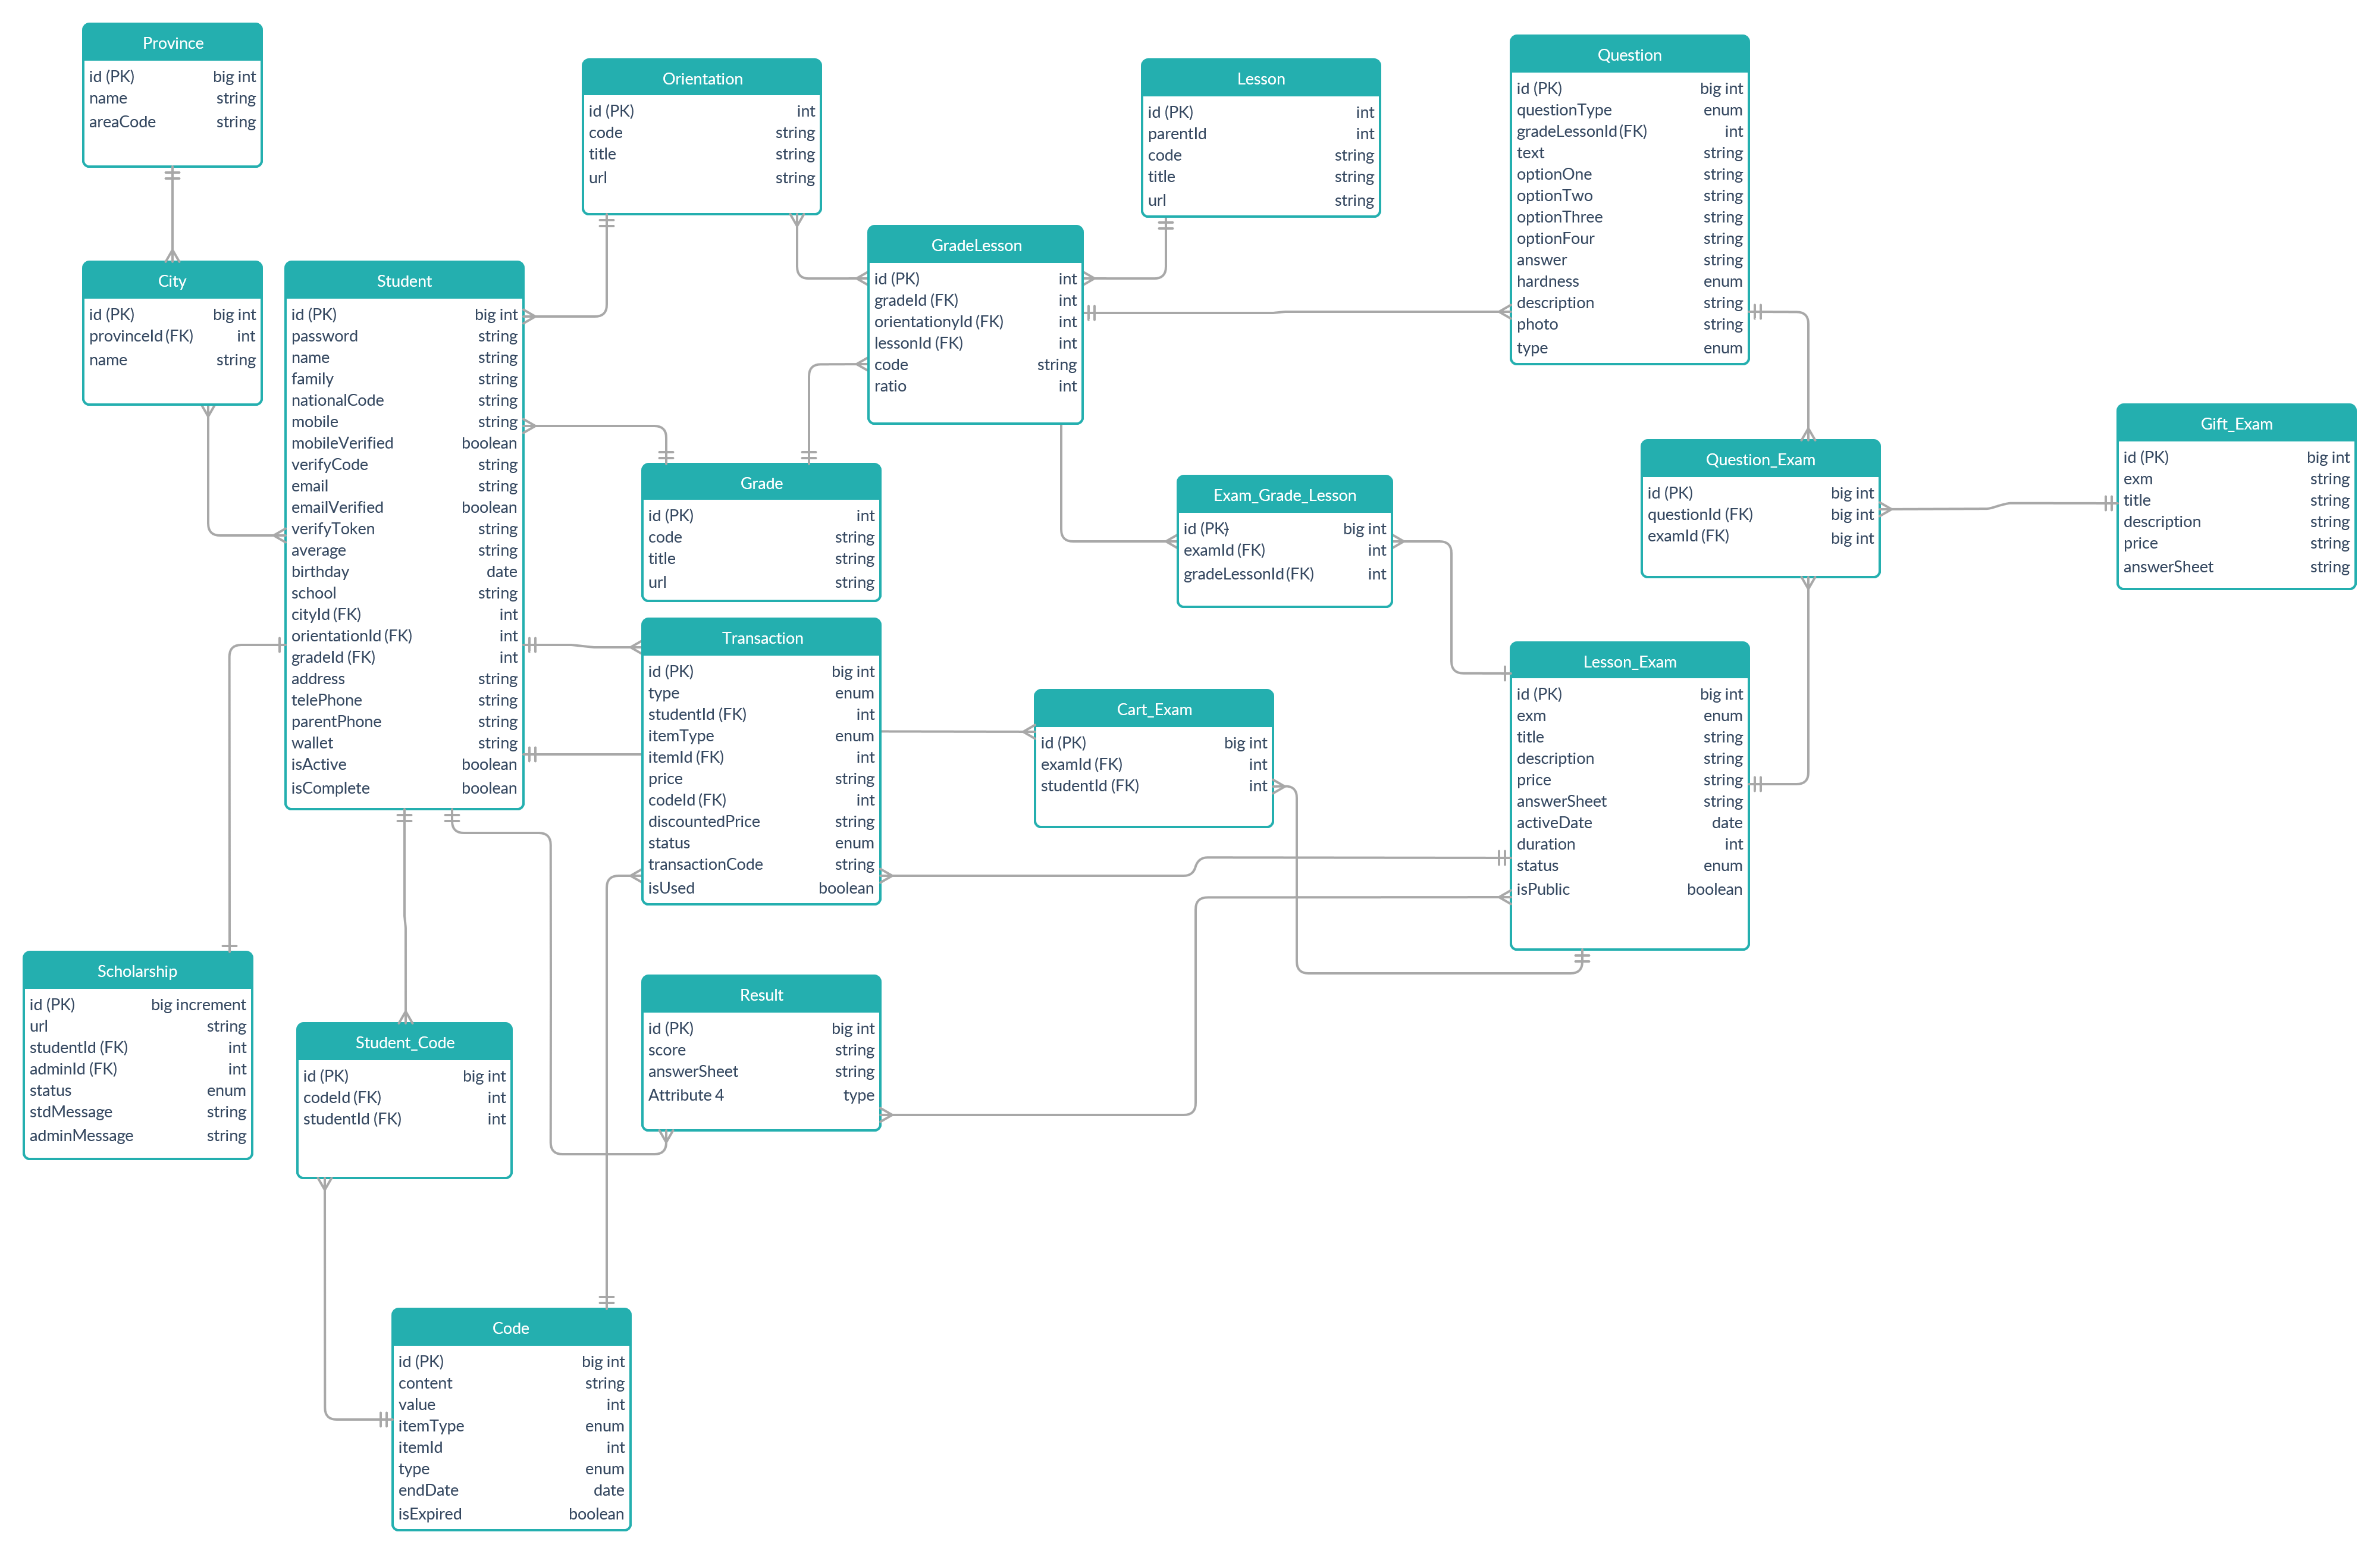 Province
id (PK) big int
name string
areaCode string
Orientation
id (PK) int
code string
title string
url string
Lesson
id (PK) int
parentId int
code string
title string
url string
Question
id (PK) big int
questionType enum
gradeLessonId (FK) int
text string
optionOne string
optionTwo string
optionThree string
optionFour string
answer string
hardness enum
description string
photo string
type enum
City
id (PK) big int
provinceId (FK) int
name string
Student
id (PK) big int
password string
name string
family string
nationalCode string
mobile string
mobileVerified boolean
verifyCode string
email string
emailVerified boolean
verifyToken string
average string
birthday date
school string
cityId (FK) int
orientationId (FK) int
gradeId (FK) int
address string
telePhone string
parentPhone string
wallet string
isActive boolean
isComplete boolean
GradeLesson
id (PK) int
gradeId (FK) int
orientationyId (FK) int
lessonId (FK) int
code string
ratio int
Grade
id (PK) int
code string
title string
url string
Exam_Grade_Lesson
id (PK) big int
examId (FK) int
gradeLessonId (FK) int
Question_Exam
id (PK) big int
questionId (FK) big int
examId (FK) big int
Gift_Exam
id (PK) big int
exm string
title string
description string
price string
answerSheet string
Transaction
id (PK) big int
type enum
studentId (FK) int
itemType enum
itemId (FK) int
price string
codeId (FK) int
discountedPrice string
status enum
transactionCode string
isUsed boolean
Cart_Exam
id (PK) big int
examId (FK) int
studentId (FK) int
Lesson_Exam
id (PK) big int
exm enum
title string
description string
price string
answerSheet string
activeDate date
duration int
status enum
isPublic boolean
Scholarship
id (PK) big increment
url string
studentId (FK) int
adminId (FK) int
status enum
stdMessage string
adminMessage string
Student_Code
id (PK) big int
codeId (FK) int
studentId (FK) int
Result
id (PK) big int
score string
answerSheet string
Attribute 4 type
Code
id (PK) big int
content string
value int
itemType enum
itemId int
type enum
endDate date
isExpired boolean